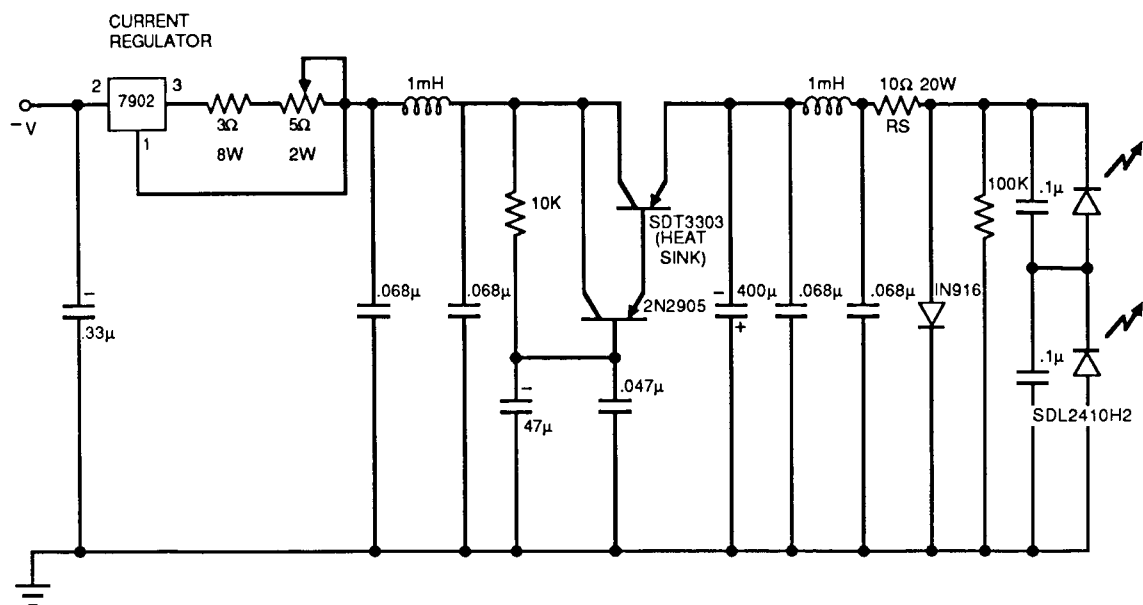 CURRENT
REGULATOR
2
7902
3
1
-V
3Ω
8W
5Ω
2W
1mH
1mH
10Ω 20W
RS
10K
SDT3303
(HEAT
SINK)
2N2905
100K
.1µ
.33µ
.068µ
.068µ
400µ
.068µ
.068µ
IN916
.1µ
47µ
.047µ
SDL2410H2